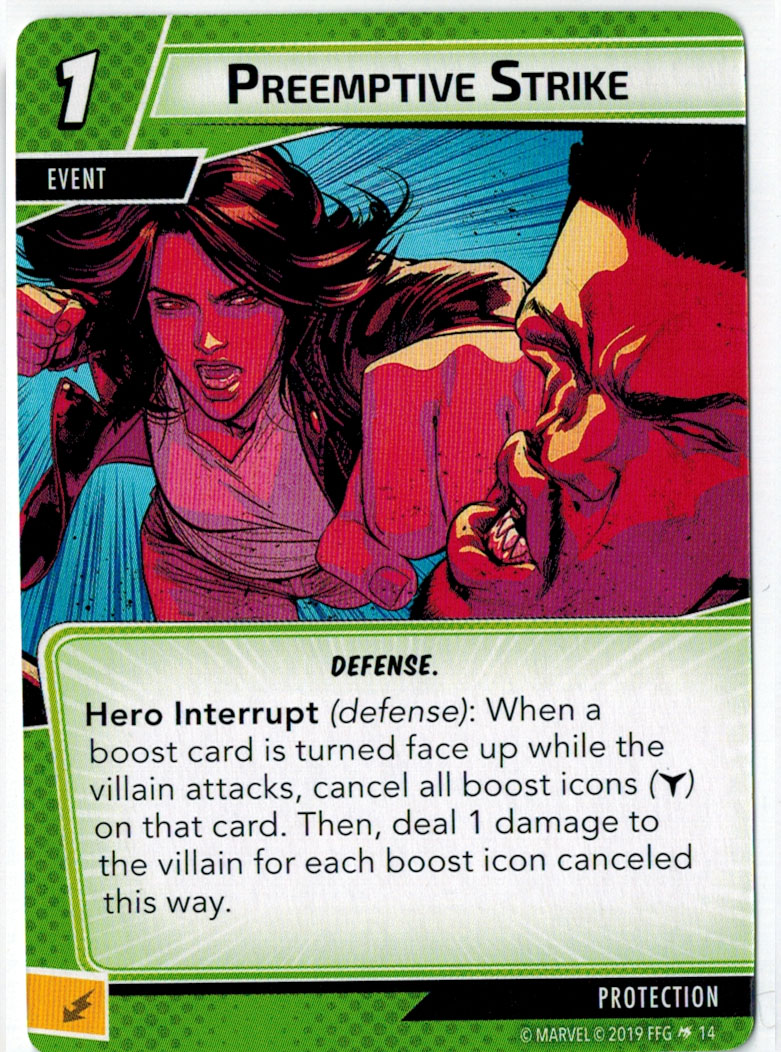 1
PREEMPTIVE STRIKE
EVENT
DEFENSE.
Hero Interrupt (defense): When a
boost card is turned face up while the
villain attacks, cancel all boost icons ( )
on that card. Then, deal 1 damage to
the villain for each boost icon canceled
this way.
PROTECTION
© MARVEL © 2019 FFG 14